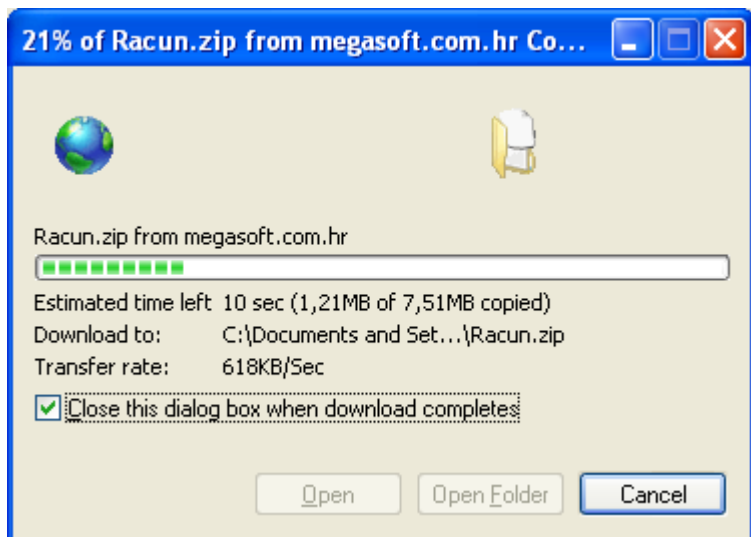 21% of Racun.zip from megasoft.com.hr Co...
Racun.zip from megasoft.com.hr
Estimated time left 10 sec (1,21MB of 7,51MB copied)
Download to: C:\Documents and Set...\Racun.zip
Transfer rate: 618KB/Sec
Close this dialog box when download completes
Open Open Folder Cancel